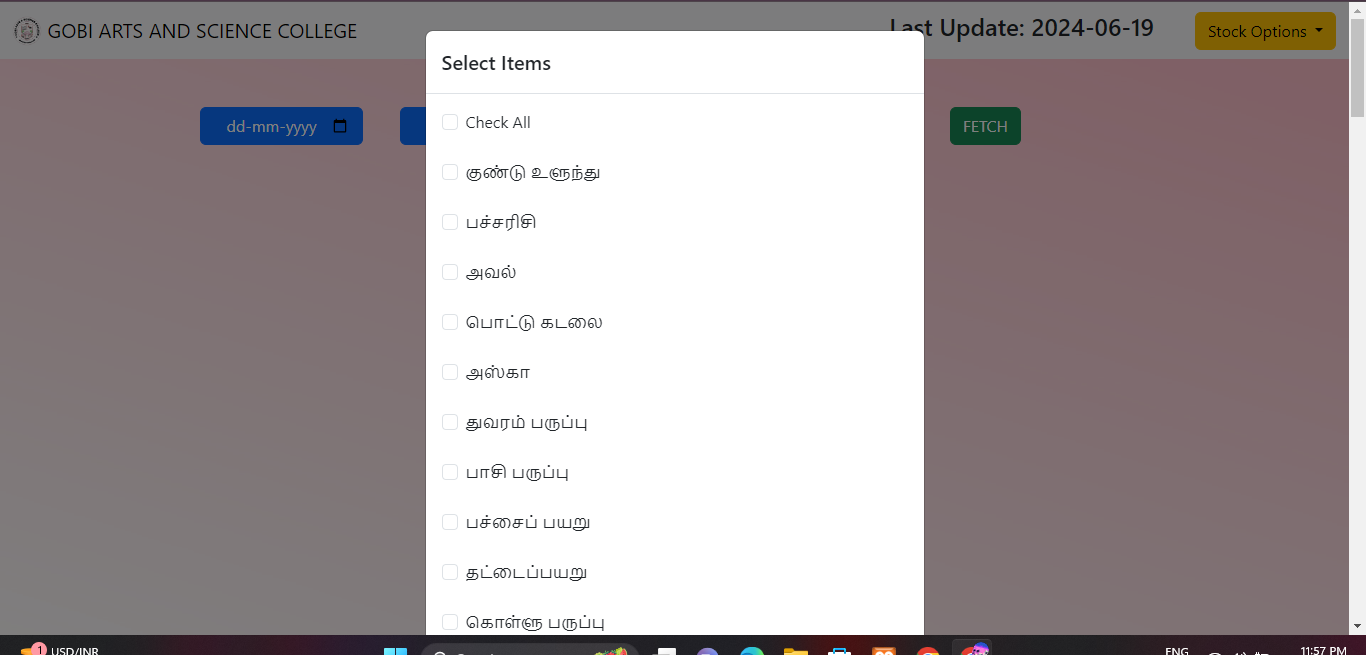 GOBI ARTS AND SCIENCE COLLEGE
Last Update: 2024-06-19
Stock Options
Select Items
dd-mm-yyyy
FETCH
Check All
குண்டு உளுந்து
பச்சரிசி
அவல்
பொட்டு கடலை
அஸ்கா
துவரம் பருப்பு
பாசி பருப்பு
பச்சைப் பயறு
தட்டைப்பயறு
கொள்ளு பருப்பு
1
USD/INR
ENG
11:57 PM